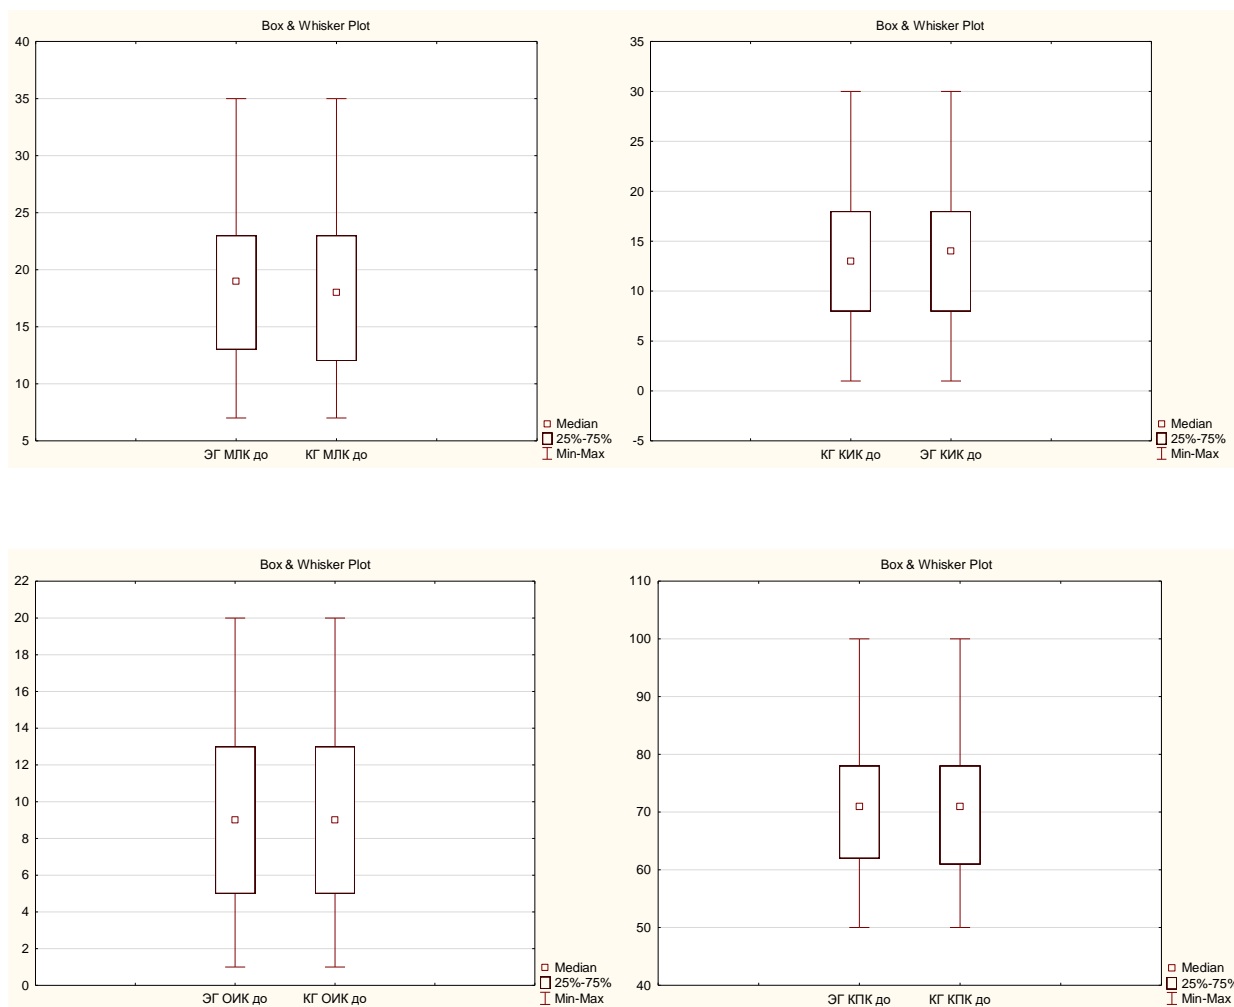 Box & Whisker Plot
40
35
30
25
20
15
10
5
ЭГ МЛК до
КГ МЛК до
Median
25%-75%
Min-Max
Box & Whisker Plot
35
30
25
20
15
10
5
0
-5
КГ КИК до
ЭГ КИК до
Median
25%-75%
Min-Max
Box & Whisker Plot
22
20
18
16
14
12
10
8
6
4
2
0
ЭГ ОИК до
КГ ОИК до
Median
25%-75%
Min-Max
Box & Whisker Plot
110
100
90
80
70
60
50
40
ЭГ КПК до
КГ КПК до
Median
25%-75%
Min-Max